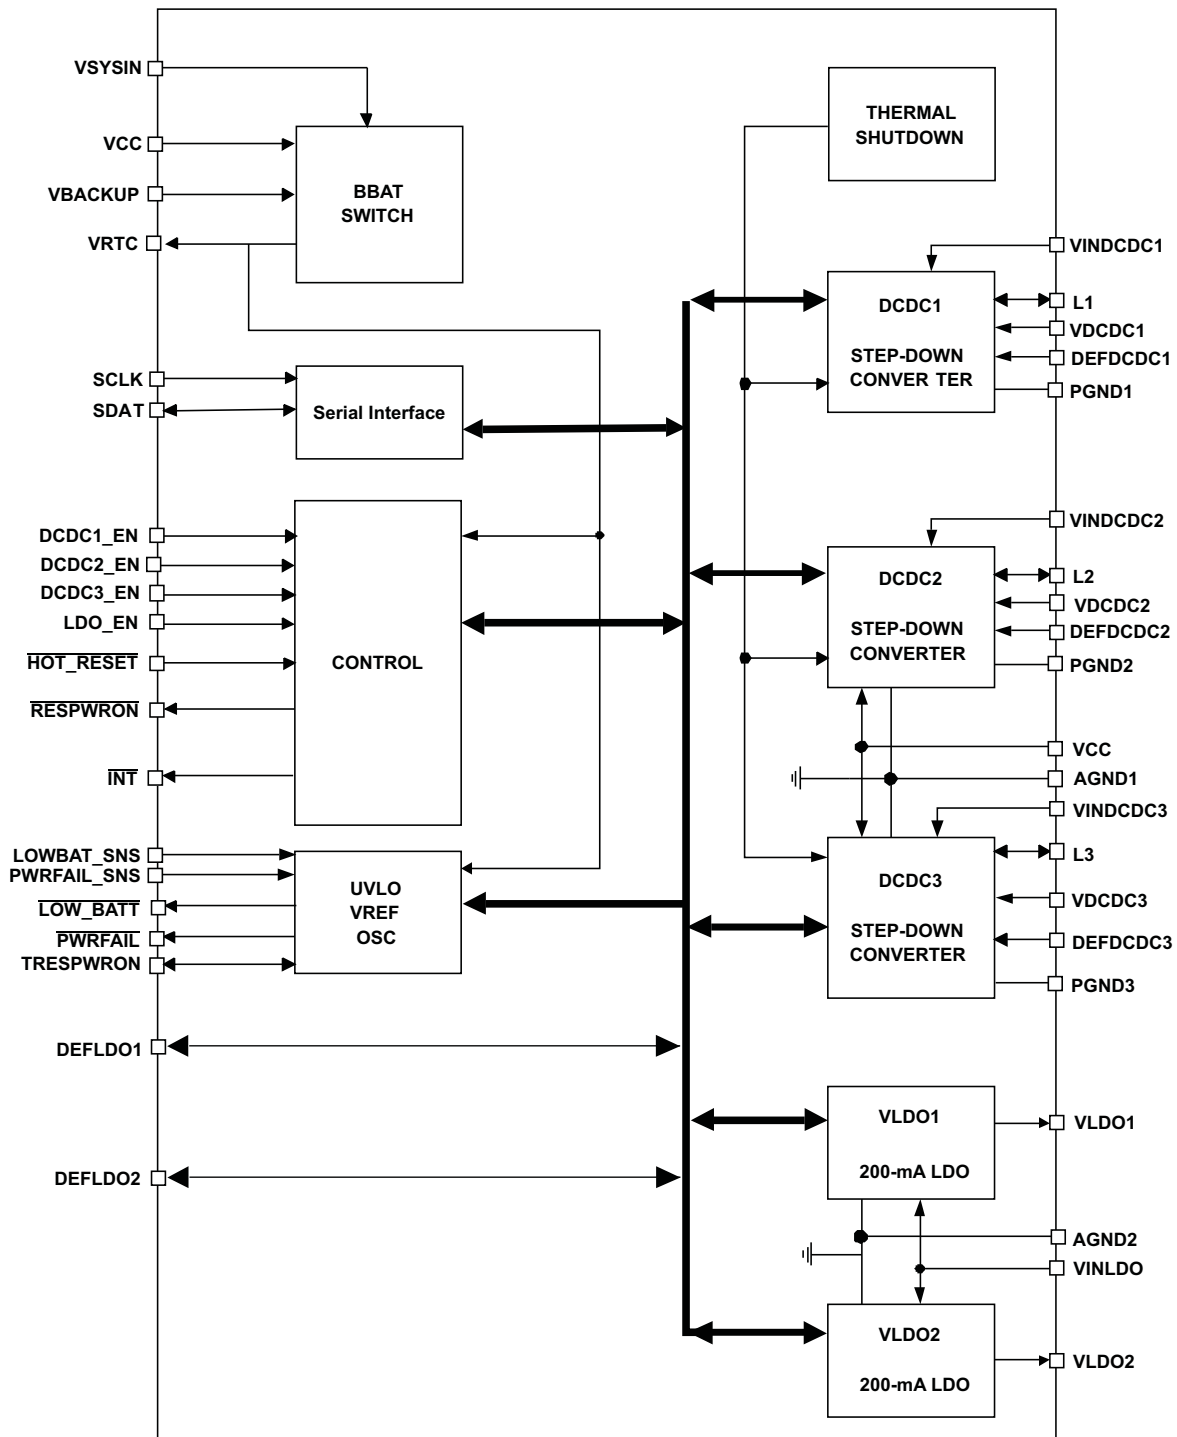 VSYSIN
VCC
VBACKUP
VRTC
BBAT
SWITCH
THERMAL
SHUTDOWN
SCLK
SDAT
Serial Interface
VINDCDC1
DCDC1
STEP-DOWN
CONVER TER
L1
VDCDC1
DEFDCDC1
PGND1
DCDC1_EN
DCDC2_EN
DCDC3_EN
LDO_EN
HOT_RESET
RESPWRON
INT
CONTROL
VINDCDC2
DCDC2
STEP-DOWN
CONVERTER
L2
VDCDC2
DEFDCDC2
PGND2
VCC
AGND1
VINDCDC3
LOWBAT_SNS
PWRFAIL_SNS
LOW_BATT
PWRFAIL
TRESPWRON
UVLO
VREF
OSC
DCDC3
STEP-DOWN
CONVERTER
L3
VDCDC3
DEFDCDC3
PGND3
DEFLDO1
DEFLDO2
VLDO1
200-mA LDO
VLDO1
AGND2
VINLDO
VLDO2
200-mA LDO
VLDO2